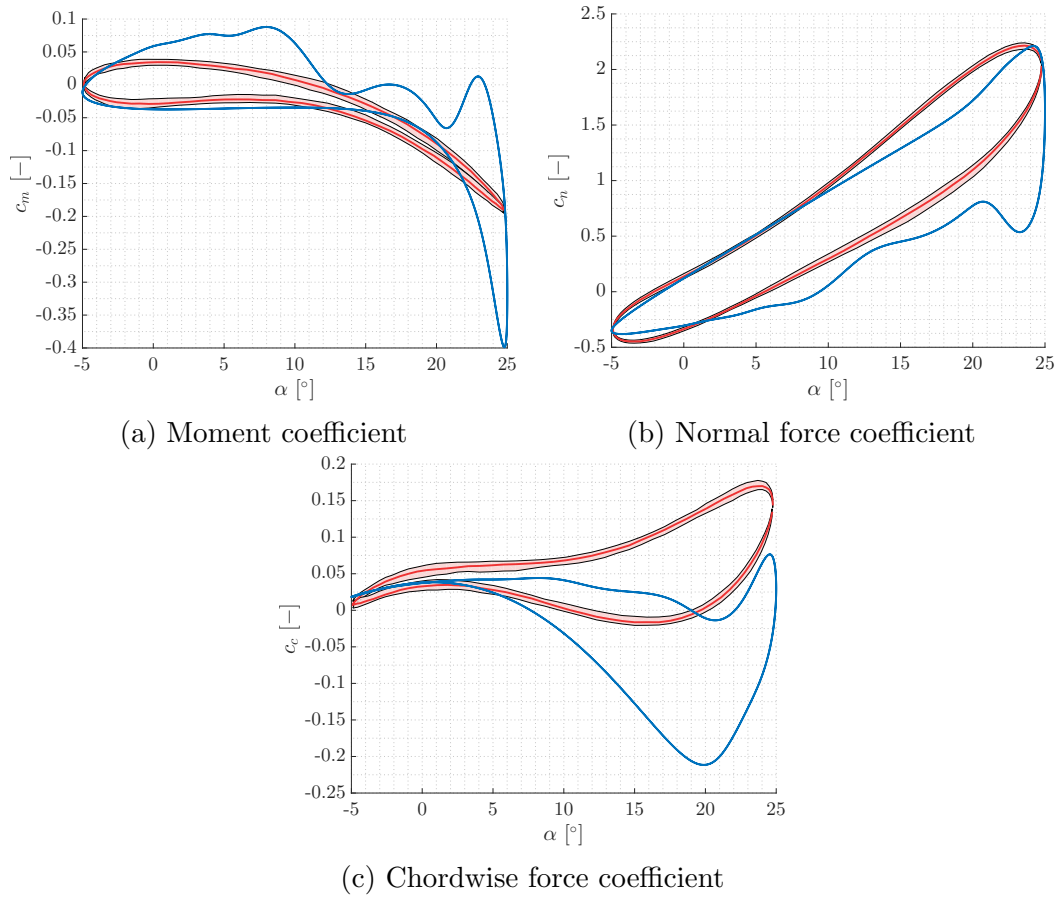 0.1
0.05
0
-0.05
-0.1
-0.15
-0.2
-0.25
-0.3
-0.35
-0.4
c_m [−]
-5 0 5 10 15 20 25
α [°]
(a) Moment coefficient
2.5
2
1.5
1
0.5
0
-0.5
c_n [−]
-5 0 5 10 15 20 25
α [°]
(b) Normal force coefficient
0.2
0.15
0.1
0.05
0
-0.05
-0.1
-0.15
-0.2
-0.25
c_c [−]
-5 0 5 10 15 20 25
α [°]
(c) Chordwise force coefficient